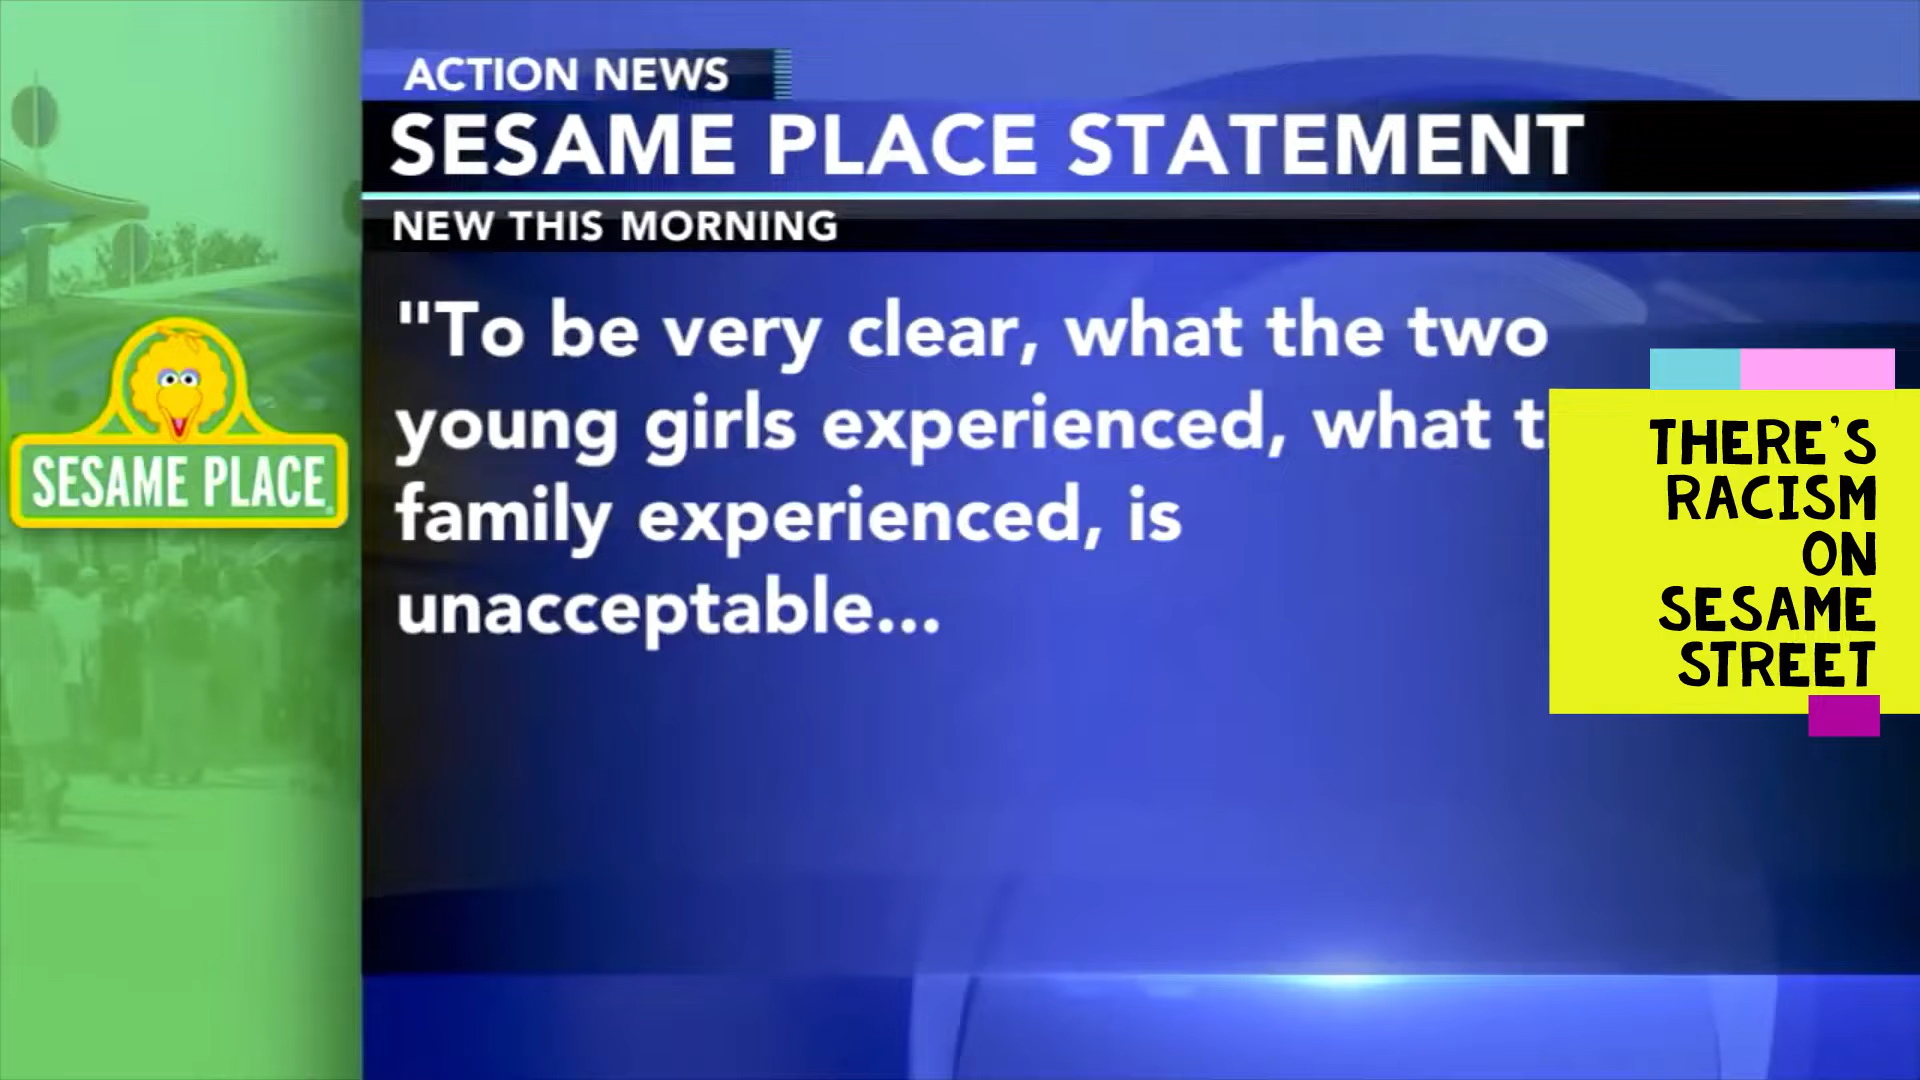 ACTION NEWS
SESAME PLACE STATEMENT
NEW THIS MORNING
"To be very clear, what the two
young girls experienced, what
family experienced, is
unacceptable...
SESAME PLACE
THERE'S
RACISM
ON
SESAME
STREET